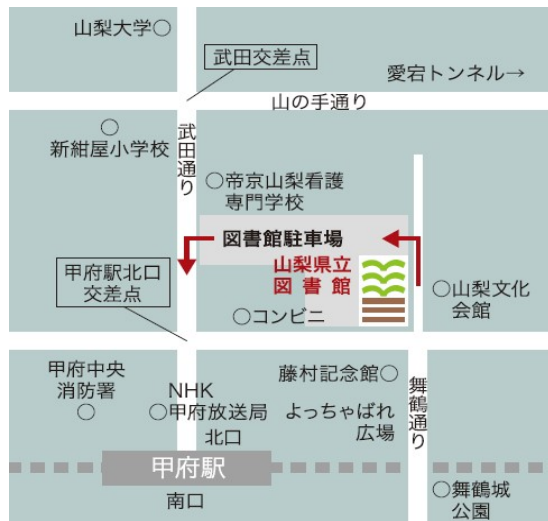 山梨大学○
武田交差点
愛宕トンネル→
山の手通り
○
新紺屋小学校
武田通り
○帝京山梨看護
専門学校
図書館駐車場
山梨県立
図書館
甲府駅北口
交差点
○コンビニ
○山梨文化
会館
甲府中央
消防署
○
NHK
○甲府放送局
北口
藤村記念館○
よっちゃばれ
広場
舞鶴通り
甲府駅
南口
○舞鶴城
公園